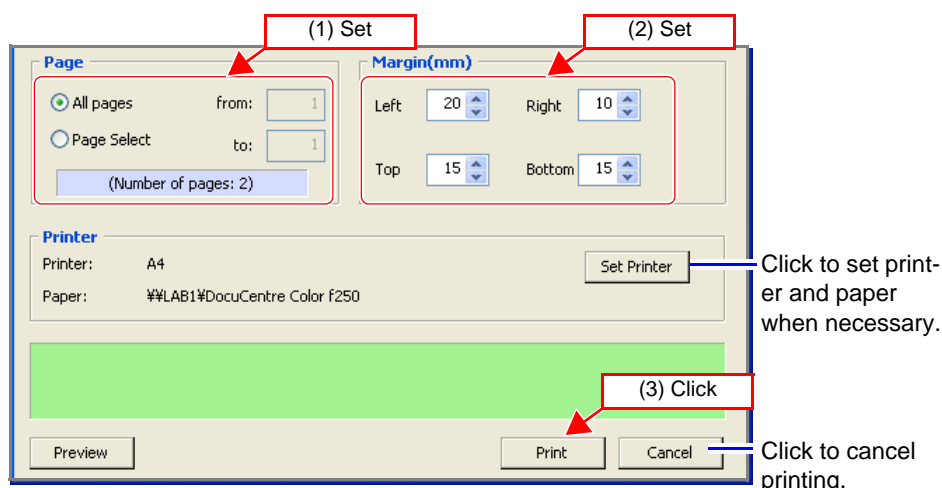 (1) Set
(2) Set
Page
Margin(mm)
All pages
from:
1
Left
20
Right
10
Page Select
to:
1
Top
15
Bottom
15
(Number of pages: 2)
Printer
Printer:
A4
Set Printer
Click to set print-
er and paper
when necessary.
Paper:
¥¥LAB1¥DocuCentre Color f250
(3) Click
Preview
Print
Cancel
Click to cancel
printing.